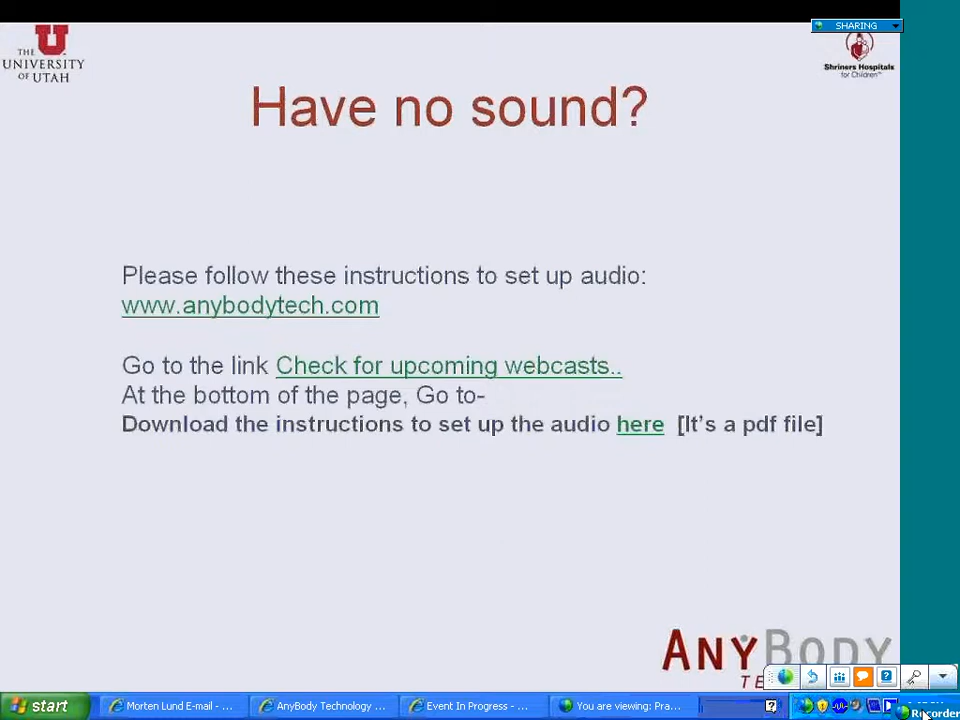 SHARING
THE
UNIVERSITY
OF UTAH
Shriners Hospitals
for Children™
Have no sound?
Please follow these instructions to set up audio:
www.anybodytech.com
Go to the link Check for upcoming webcasts..
At the bottom of the page, Go to-
Download the instructions to set up the audio here [It's a pdf file]
ANYBODY
start
Morten Lund E-mail - ...
AnyBody Technology ...
Event In Progress - ...
You are viewing: Pra...
Recorder